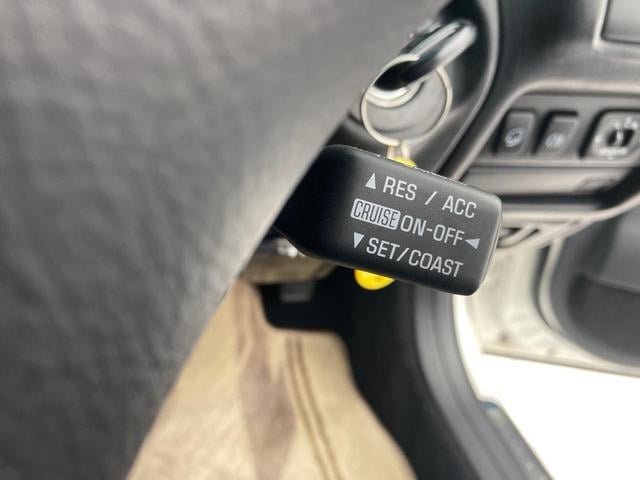 ▲ RES / ACC
CRUISE ON-OFF ◀
▼ SET/COAST